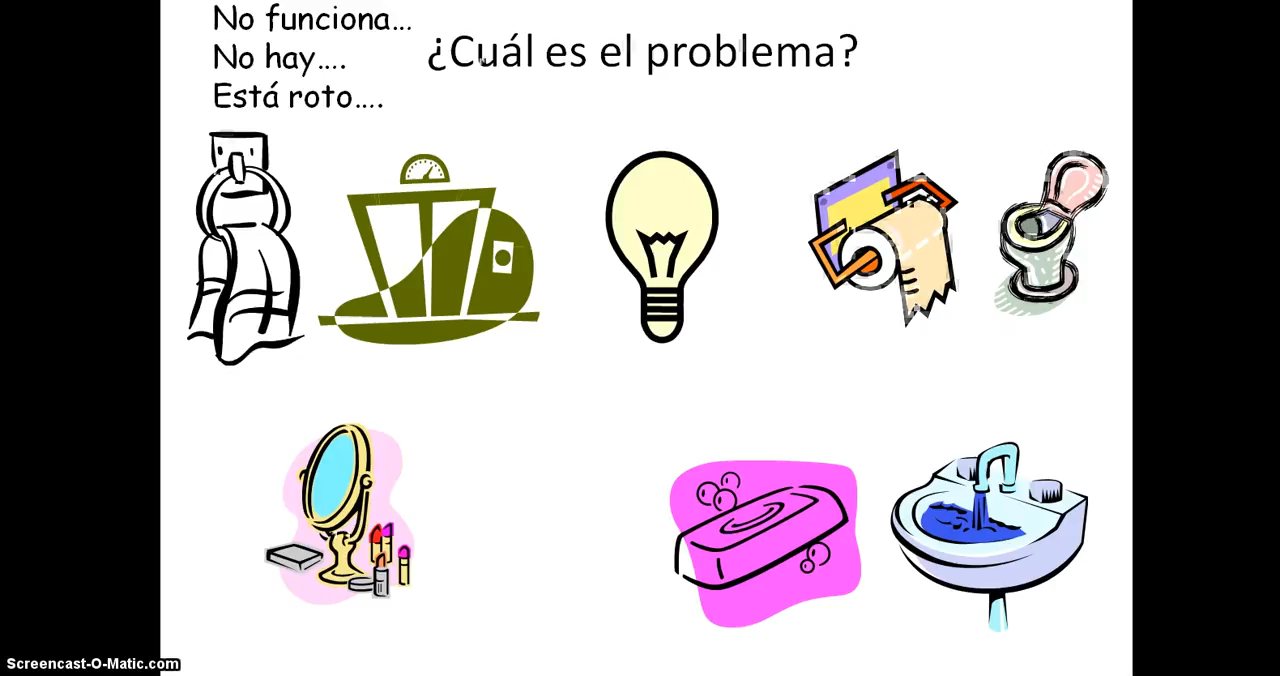 No funciona...
No hay....
Está roto....
¿Cuál es el problema?
Screencast-O-Matic.com